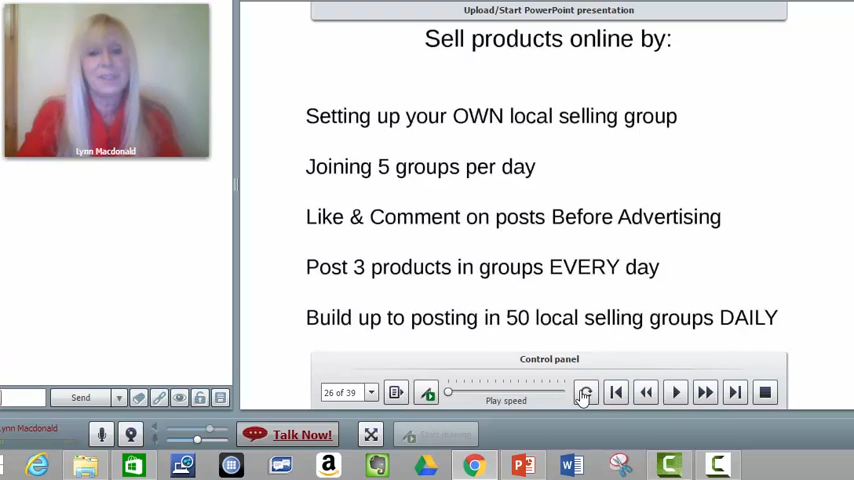 Upload/Start PowerPoint presentation
Sell products online by:
Setting up your OWN local selling group
Joining 5 groups per day
Like & Comment on posts Before Advertising
Post 3 products in groups EVERY day
Build up to posting in 50 local selling groups DAILY
Lynn Macdonald
Control panel
26 of 39
Play speed
Send
Lynn Macdonald
Talk Now!